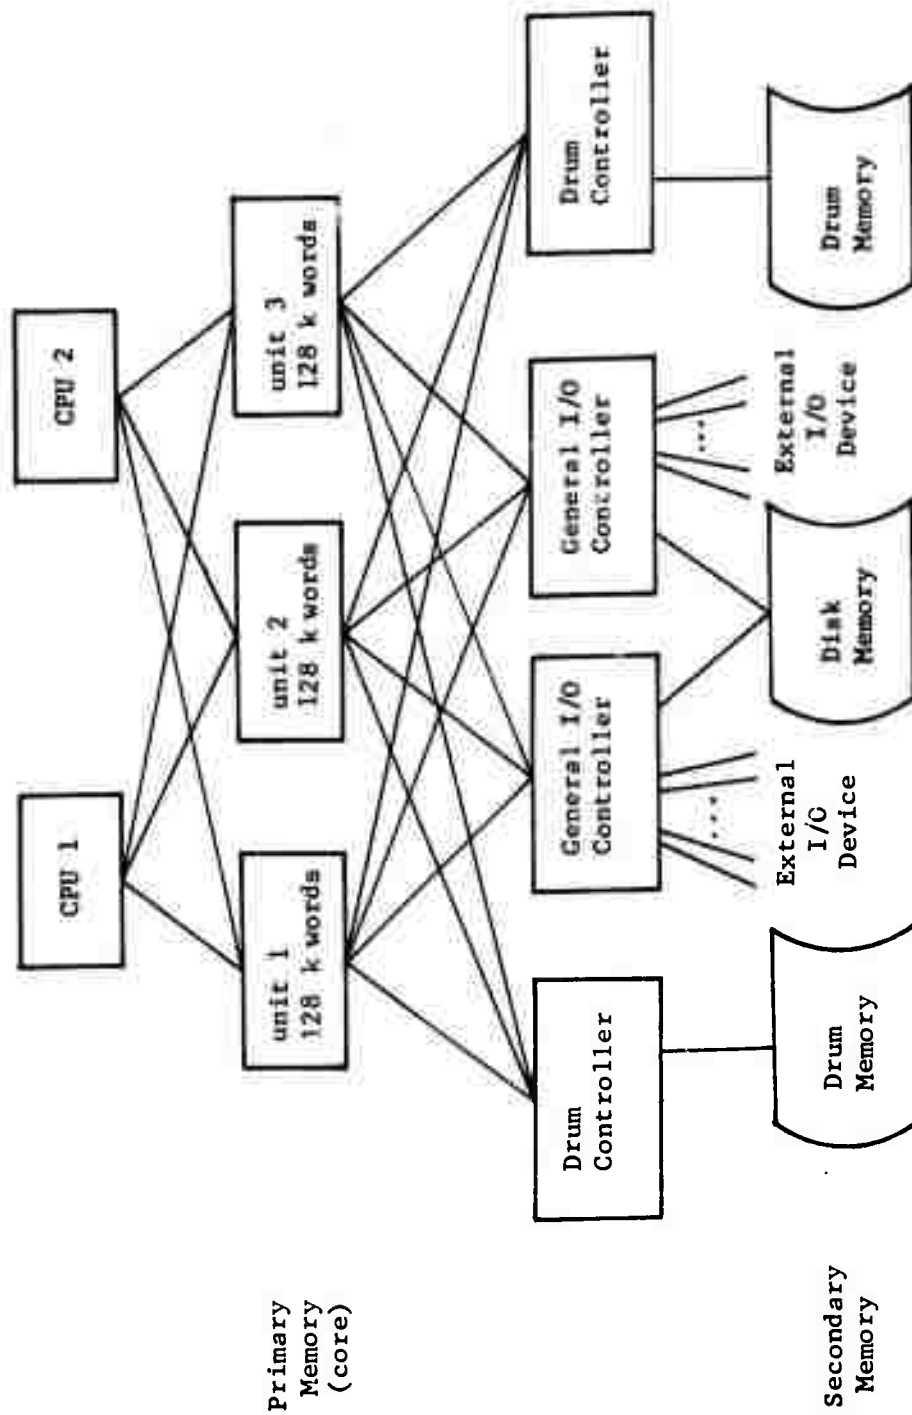 CPU 1
CPU 2
Primary
Memory
(core)
unit 1
128 k words
unit 2
128 k words
unit 3
128 k words
Drum
Controller
General I/O
Controller
General I/O
Controller
Drum
Controller
...
...
Secondary
Memory
Drum
Memory
External
I/O
Device
Disk
Memory
External
I/O
Device
Drum
Memory